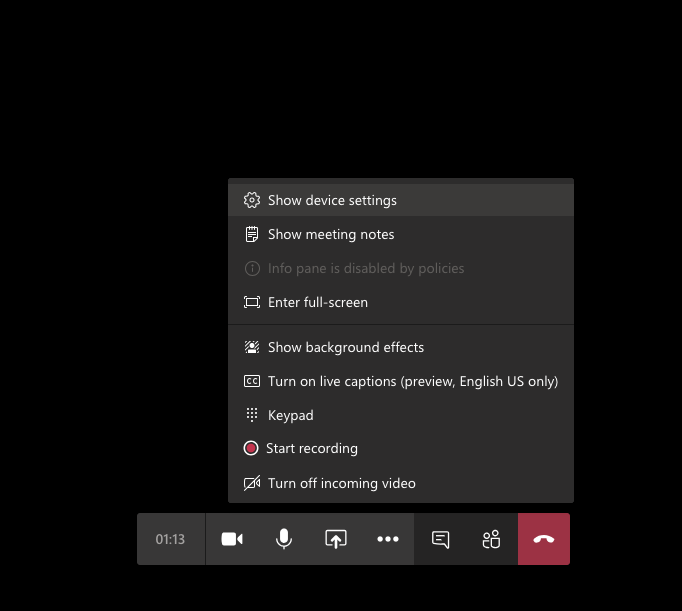 Show device settings
Show meeting notes
Info pane is disabled by policies
Enter full-screen
Show background effects
CC Turn on live captions (preview, English US only)
Keypad
Start recording
Turn off incoming video
01:13